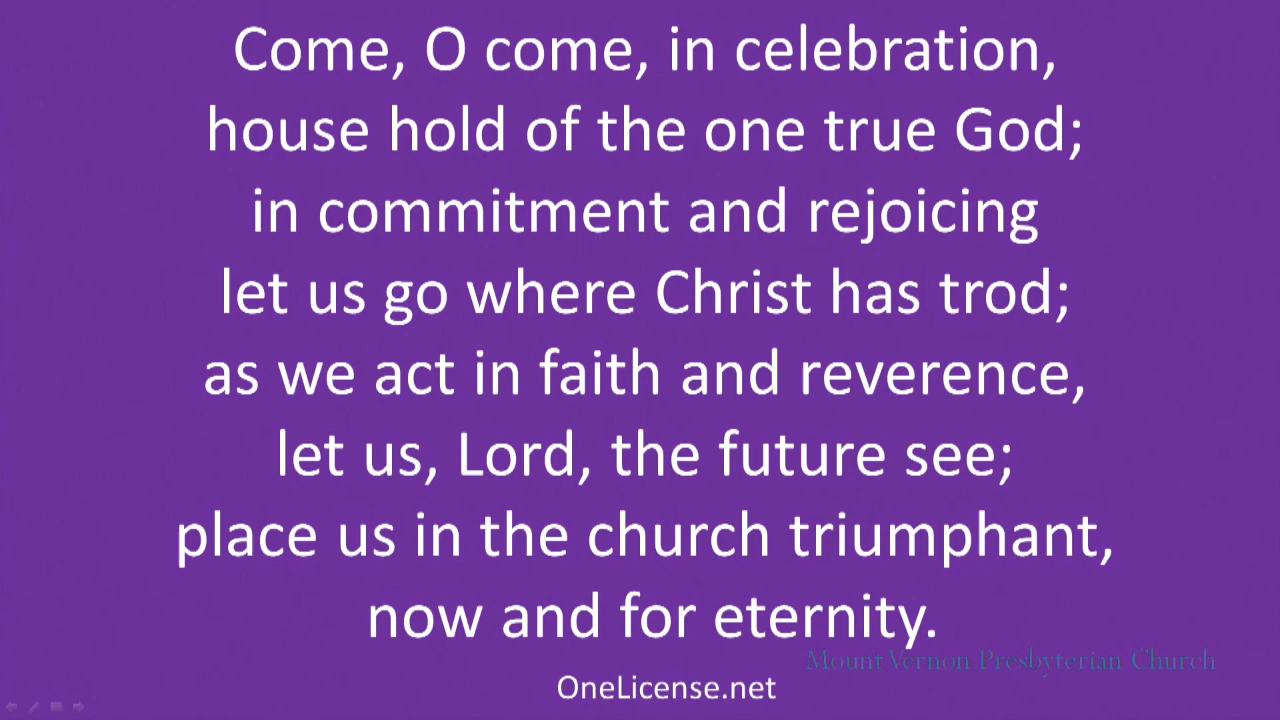 Come, O come, in celebration,
house hold of the one true God;
in commitment and rejoicing
let us go where Christ has trod;
as we act in faith and reverence,
let us, Lord, the future see;
place us in the church triumphant,
now and for eternity.
Mount Vernon Presbyterian Church
OneLicense.net